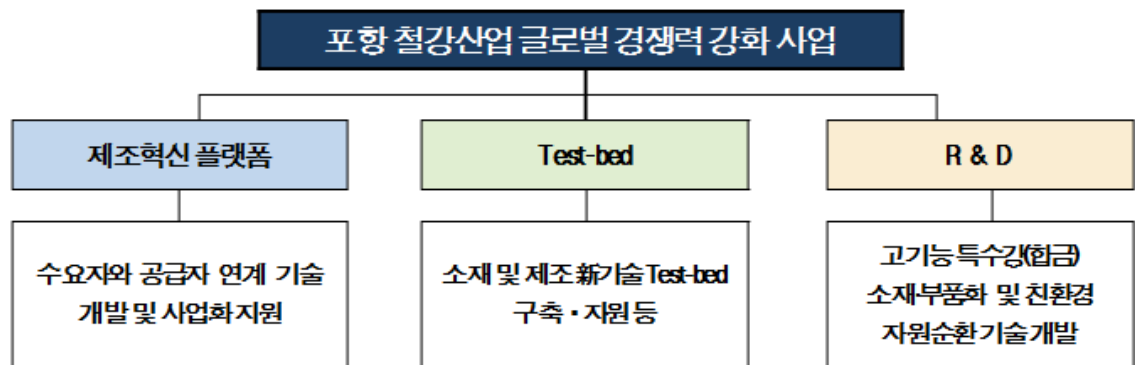 포항 철강산업 글로벌 경쟁력 강화 사업
제조혁신 플랫폼
Test-bed
R & D
수요자와 공급자 연계 기술
개발 및 사업화 지원
소재 및 제조 新기술 Test-bed
구축·지원 등
고기능 특수강(합금)
소재·부품화 및 친환경
자원순환 기술 개발